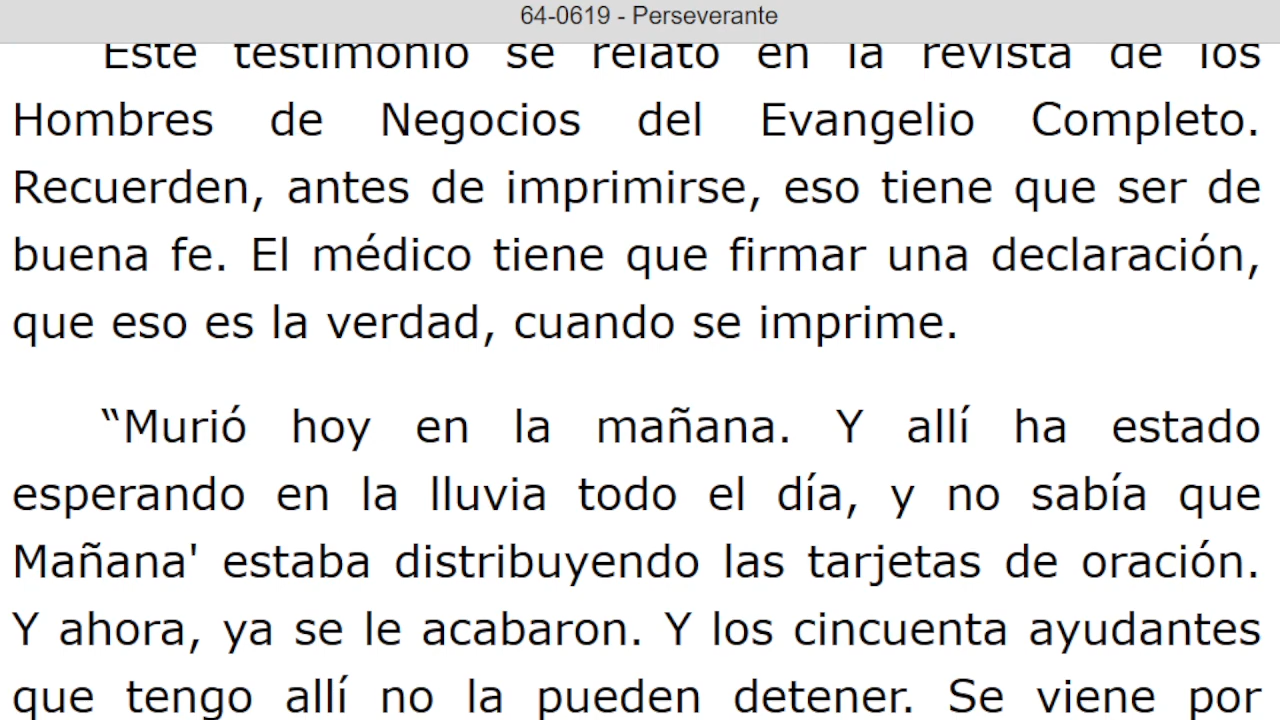 64-0619 - Perseverante
Este testimonio se relató en la revista de los
Hombres de Negocios del Evangelio Completo.
Recuerden, antes de imprimirse, eso tiene que ser de
buena fe. El médico tiene que firmar una declaración,
que eso es la verdad, cuando se imprime.
“Murió hoy en la mañana. Y allí ha estado
esperando en la lluvia todo el día, y no sabía que
Mañana' estaba distribuyendo las tarjetas de oración.
Y ahora, ya se le acabaron. Y los cincuenta ayudantes
que tengo allí no la pueden detener. Se viene por